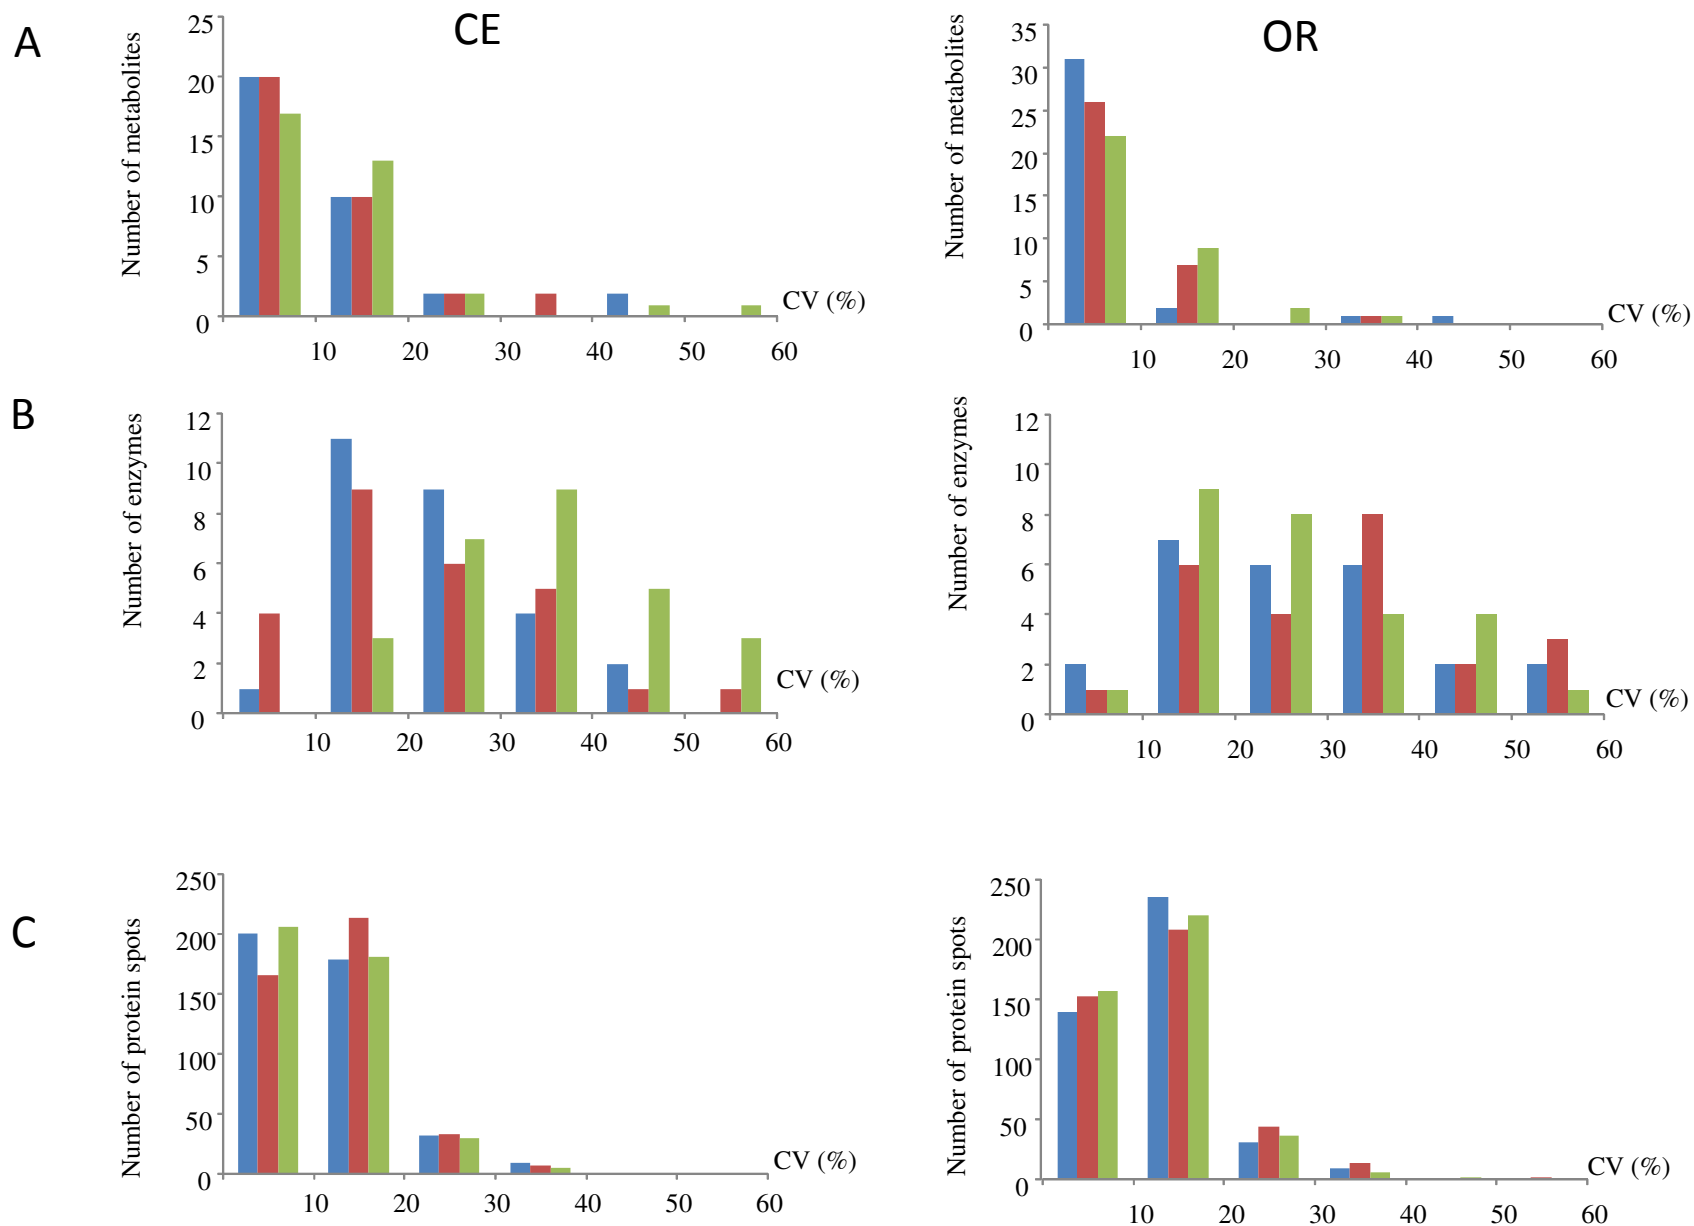 A
CE
OR
Number of metabolites
25
20
15
10
5
0
CV (%)
10 20 30 40 50 60
Number of metabolites
35
30
25
20
15
10
5
0
CV (%)
10 20 30 40 50 60
B
Number of enzymes
12
10
8
6
4
2
0
CV (%)
10 20 30 40 50 60
Number of enzymes
12
10
8
6
4
2
0
CV (%)
10 20 30 40 50 60
C
Number of protein spots
250
200
150
100
50
0
CV (%)
10 20 30 40 50 60
Number of protein spots
250
200
150
100
50
0
CV (%)
10 20 30 40 50 60